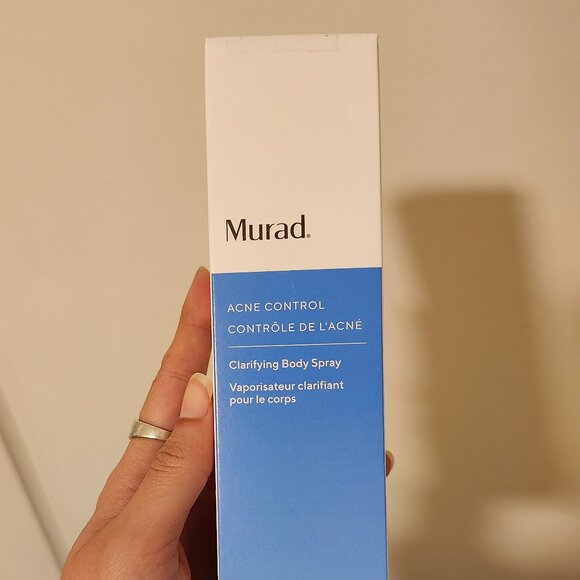 Murad.
ACNE CONTROL
CONTRÔLE DE L'ACNÉ
Clarifying Body Spray
Vaporisateur clarifiant
pour le corps